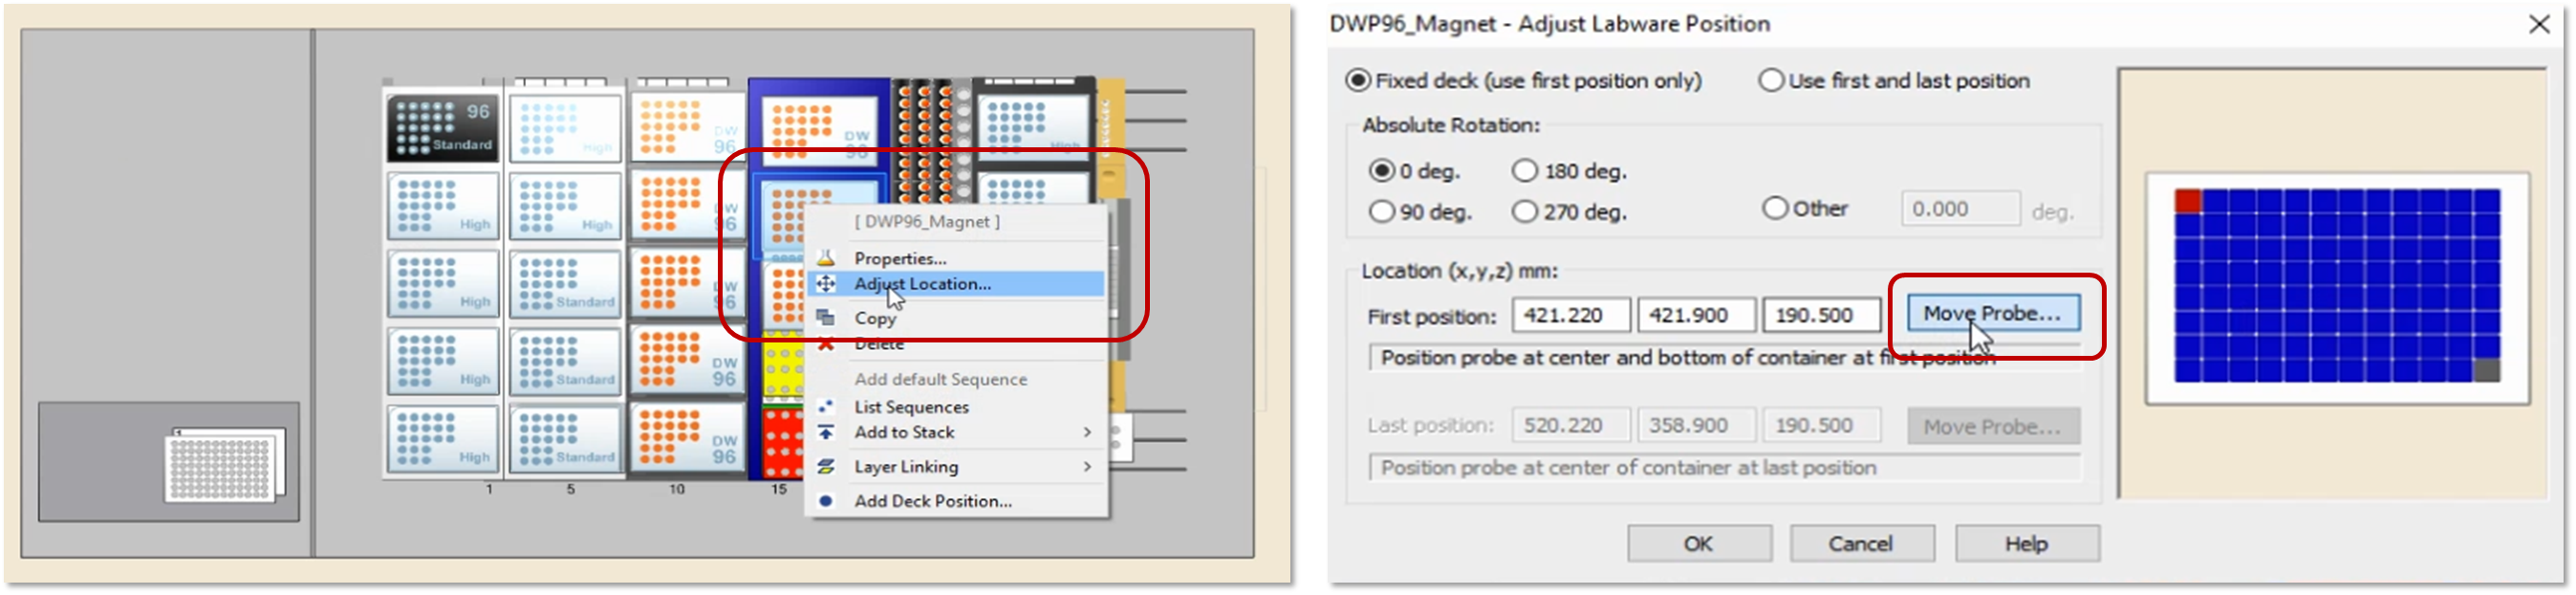 96
Standard
High
DW
96
DW
96
High
High
High
DW
96
High
Standard
High
Standard
DW
96
High
Standard
DW
96
1
5
10
15
[ DWP96_Magnet ]
Properties...
Adjust Location...
Copy
Delete
Add default Sequence
List Sequences
Add to Stack
Layer Linking
Add Deck Position...
DWP96_Magnet - Adjust Labware Position
Fixed deck (use first position only) Use first and last position
Absolute Rotation:
0 deg. 180 deg.
90 deg. 270 deg. Other 0.000 deg.
Location (x,y,z) mm:
First position: 421.220 421.900 190.500 Move Probe...
Position probe at center and bottom of container at first position
Last position: 520.220 358.900 190.500 Move Probe...
Position probe at center of container at last position
OK Cancel Help